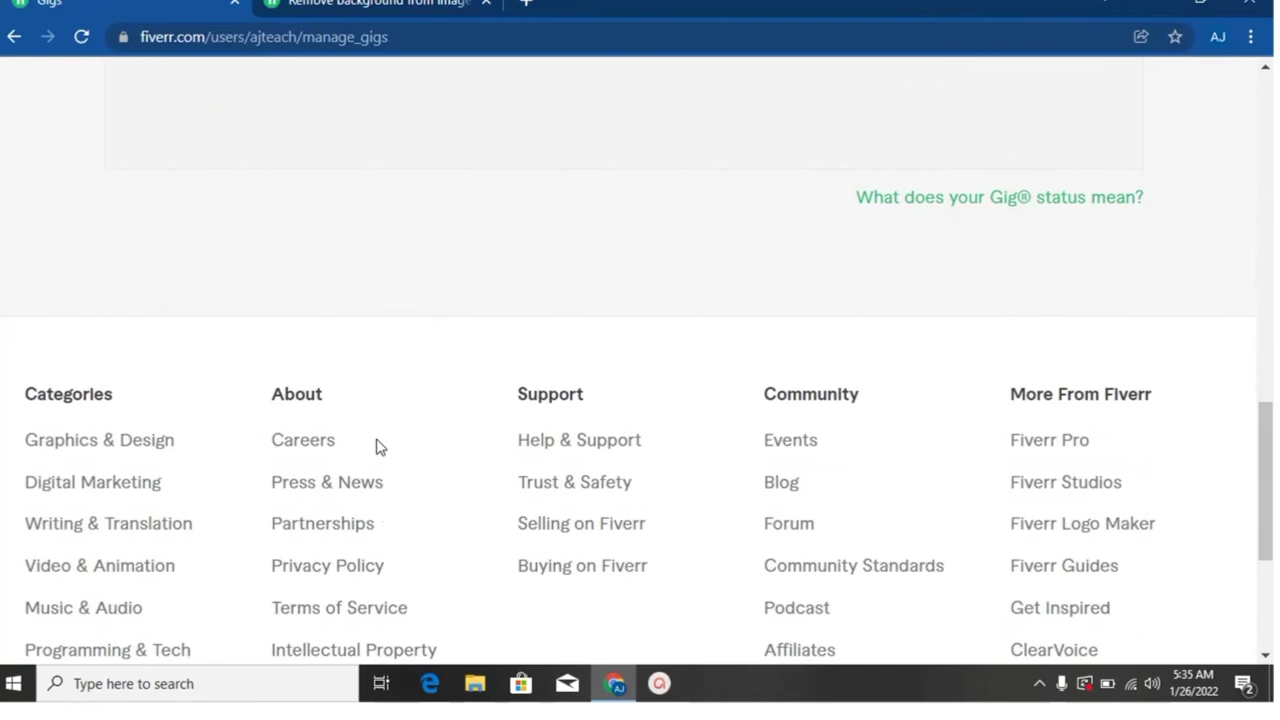 Gigs
Remove background from image
fiverr.com/users/ajteach/manage_gigs
AJ
What does your Gig® status mean?
Categories About Support Community More From Fiverr
Graphics & Design Careers Help & Support Events Fiverr Pro
Digital Marketing Press & News Trust & Safety Blog Fiverr Studios
Writing & Translation Partnerships Selling on Fiverr Forum Fiverr Logo Maker
Video & Animation Privacy Policy Buying on Fiverr Community Standards Fiverr Guides
Music & Audio Terms of Service Podcast Get Inspired
Programming & Tech Intellectual Property Affiliates ClearVoice
Type here to search
AJ
5:35 AM
1/26/2022
2